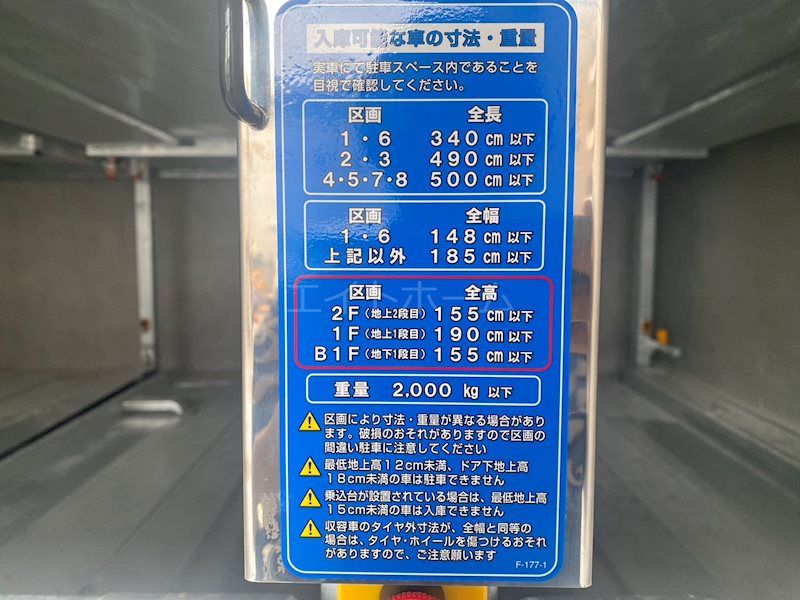 入庫可能な車の寸法・重量
実車にて駐車スペース内であることを
目視で確認してください。
区画 全長
1・6 340cm以下
2・3 490cm以下
4・5・7・8 500cm以下
区画 全幅
1・6 148cm以下
上記以外 185cm以下
エイトホーム
区画 全高
2F(地上2段目)155cm以下
1F(地上1段目)190cm以下
B1F(地下1段目)155cm以下
重量 2,000 kg 以下
区画により寸法・重量が異なる場合があり
ます。破損のおそれがありますので区画の
間違い駐車に注意してください
最低地上高12cm未満、ドア下地上高
18cm未満の車は駐車できません
乗込台が設置されている場合は、最低地上高
15cm未満の車は入庫できません
収容車のタイヤ外寸法が、全幅と同等の
場合は、タイヤ・ホイールを傷つけるおそれ
がありますので、ご注意願います
F-177-1